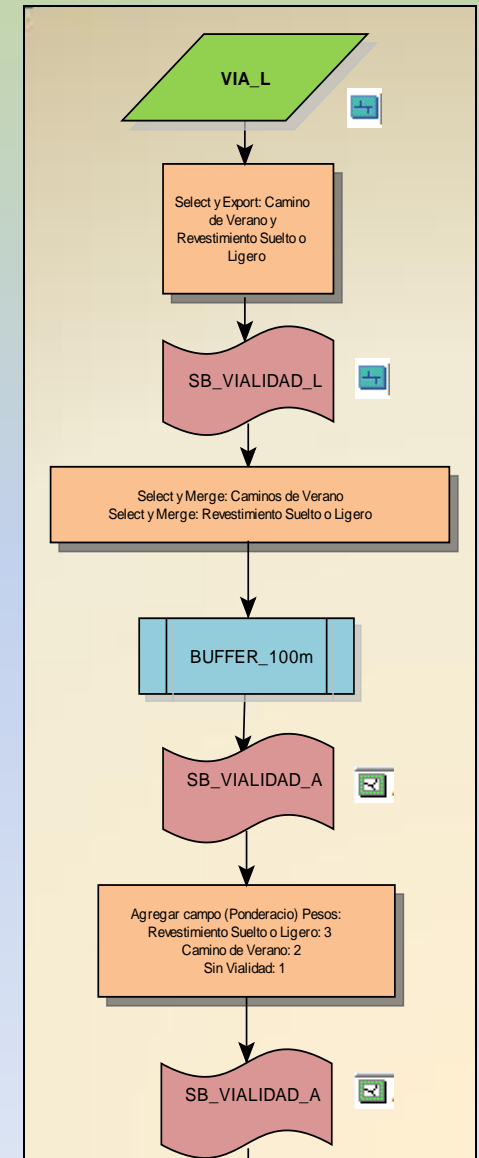 VIA_L
Select y Export: Camino
de Verano y
Revestimiento Suelto o
Ligero
SB_VIALIDAD_L
Select y Merge: Caminos de Verano
Select y Merge: Revestimiento Suelto o Ligero
BUFFER_100m
SB_VIALIDAD_A
Agregar campo (Ponderacio) Pesos:
Revestimiento Suelto o Ligero: 3
Camino de Verano: 2
Sin Vialidad: 1
SB_VIALIDAD_A